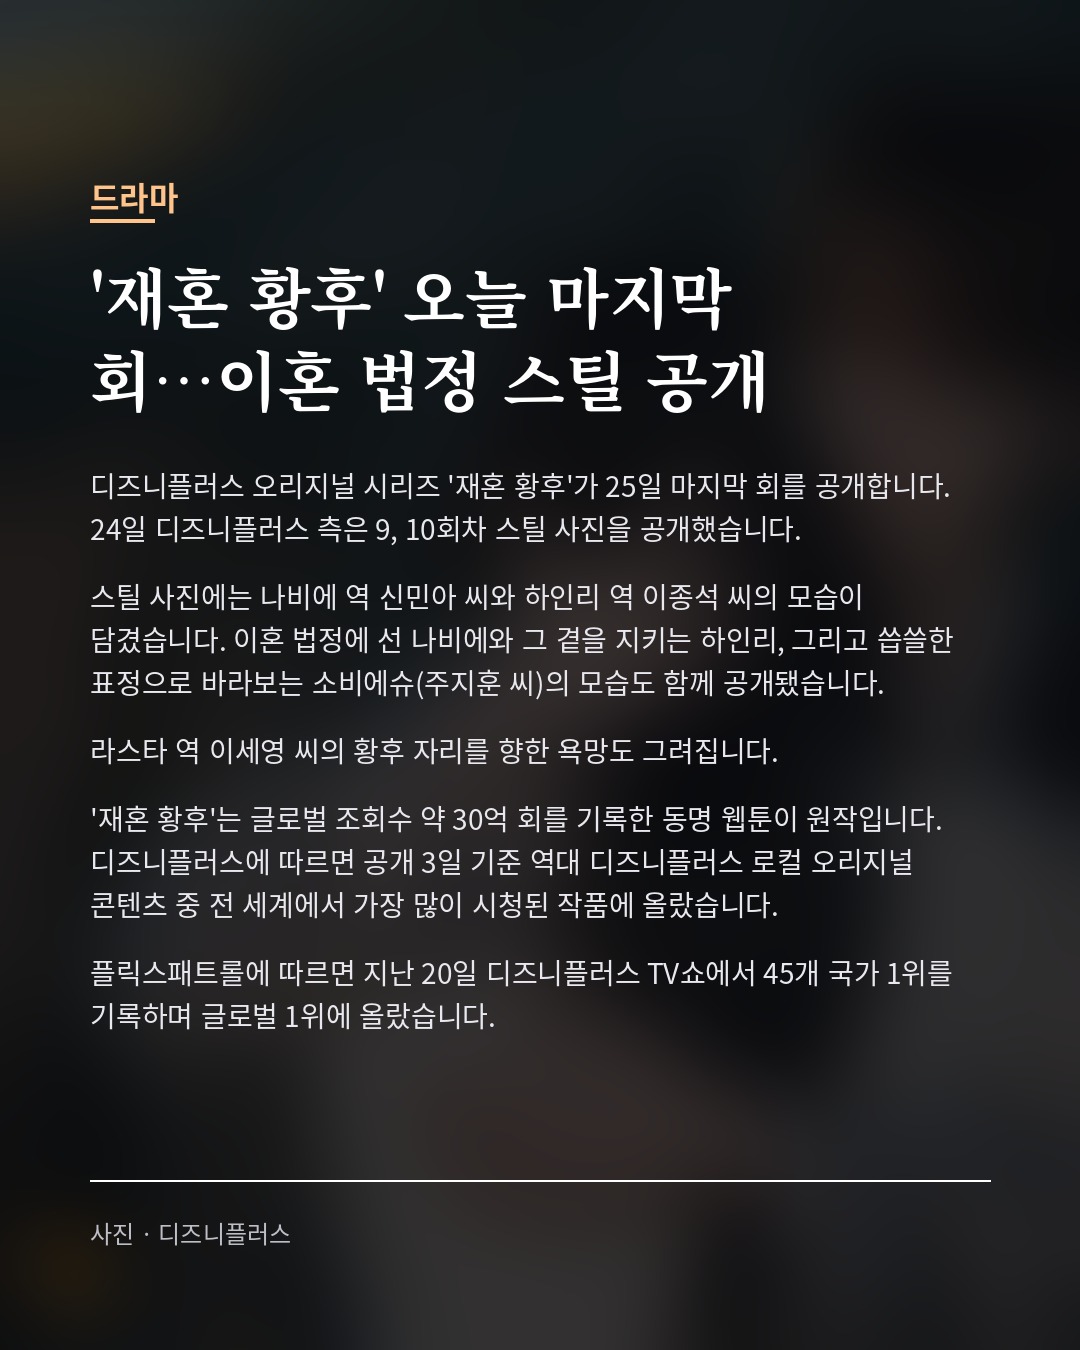 드라마
'재혼 황후' 오늘 마지막
회…이혼 법정 스틸 공개
디즈니플러스 오리지널 시리즈 '재혼 황후'가 25일 마지막 회를 공개합니다.
24일 디즈니플러스 측은 9, 10회차 스틸 사진을 공개했습니다.
스틸 사진에는 나비에 역 신민아 씨와 하인리 역 이종석 씨의 모습이
담겼습니다. 이혼 법정에 선 나비에와 그 곁을 지키는 하인리, 그리고 씁쓸한
표정으로 바라보는 소비에슈(주지훈 씨)의 모습도 함께 공개됐습니다.
라스타 역 이세영 씨의 황후 자리를 향한 욕망도 그려집니다.
'재혼 황후'는 글로벌 조회수 약 30억 회를 기록한 동명 웹툰이 원작입니다.
디즈니플러스에 따르면 공개 3일 기준 역대 디즈니플러스 로컬 오리지널
콘텐츠 중 전 세계에서 가장 많이 시청된 작품에 올랐습니다.
플릭스패트롤에 따르면 지난 20일 디즈니플러스 TV쇼에서 45개 국가 1위를
기록하며 글로벌 1위에 올랐습니다.
사진 · 디즈니플러스